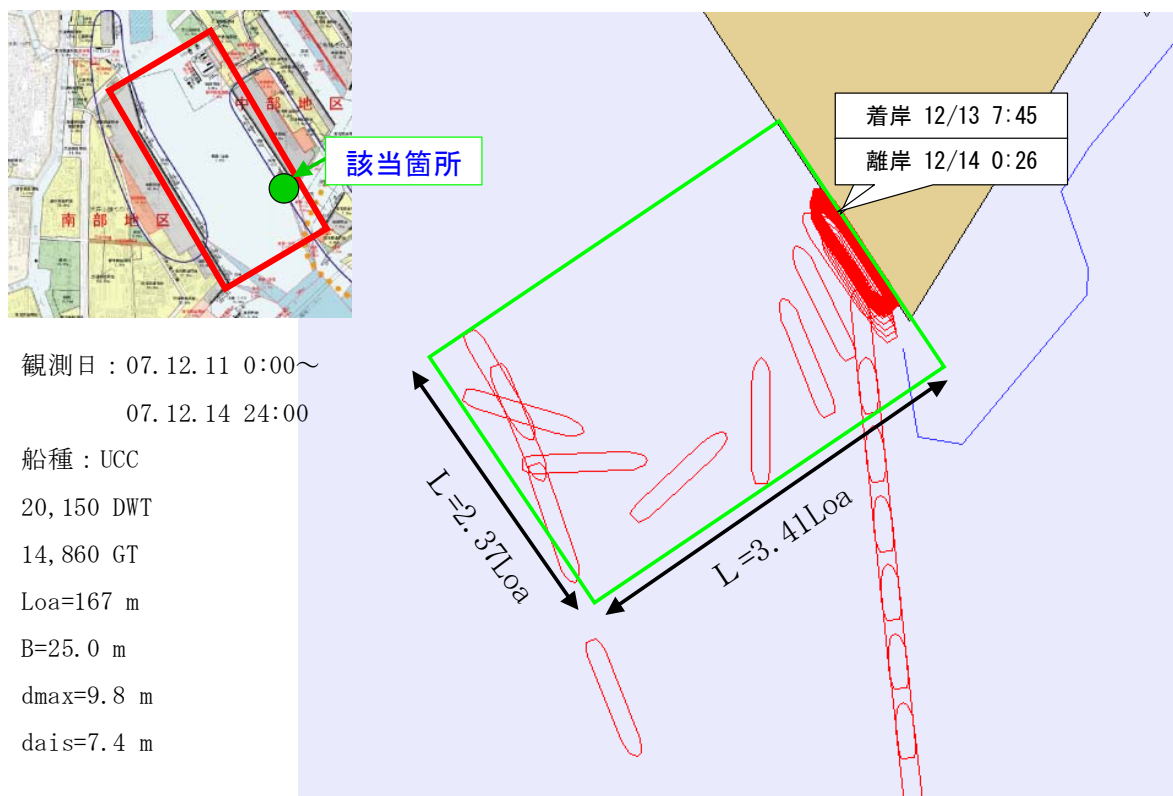 中部地区
南部地区
該当箇所
着岸 12/13 7:45
離岸 12/14 0:26
観測日：07.12.11 0:00～
07.12.14 24:00
船種：UCC
20,150 DWT
14,860 GT
Loa=167 m
B=25.0 m
dmax=9.8 m
dais=7.4 m
L=2.37Loa
L=3.41Loa